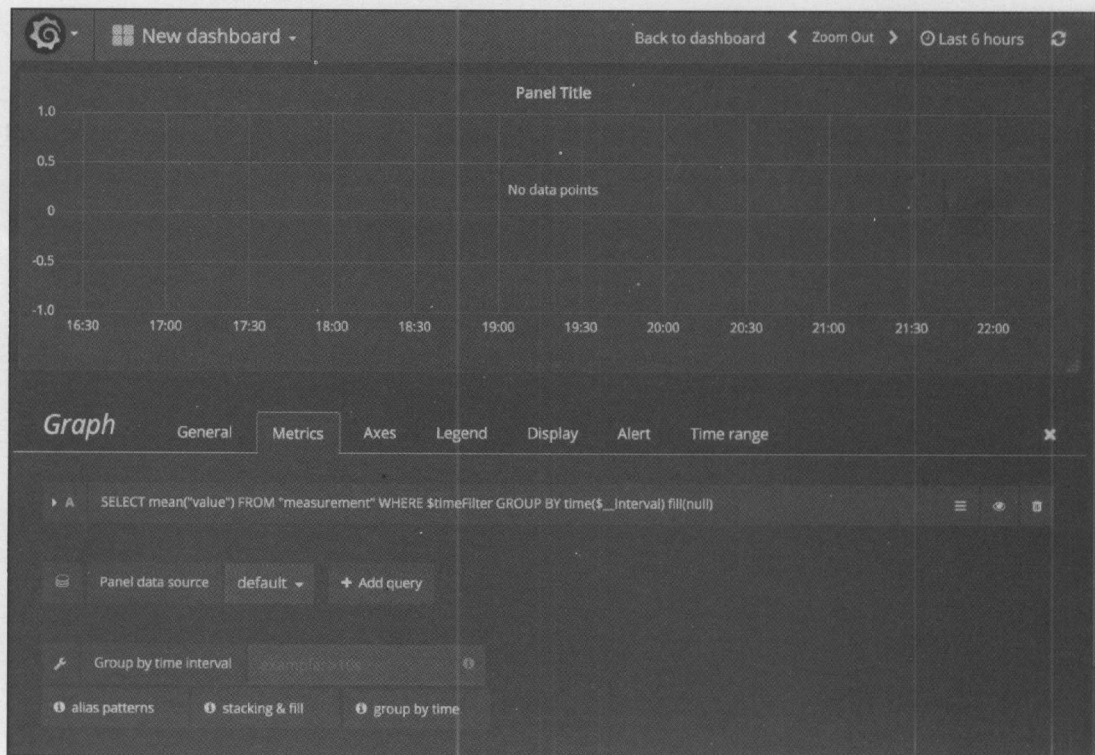 New dashboard
Back to dashboard Zoom Out Last 6 hours
Panel Title
1.0
0.5
No data points
0
-0.5
-1.0
16:30 17:00 17:30 18:00 18:30 19:00 19:30 20:00 20:30 21:00 21:30 22:00
Graph General Metrics Axes Legend Display Alert Time range
A SELECT mean("value") FROM "measurement" WHERE $timeFilter GROUP BY time($__interval) fill(null)
Panel data source default + Add query
Group by time interval example: >10s
alias patterns stacking & fill group by time